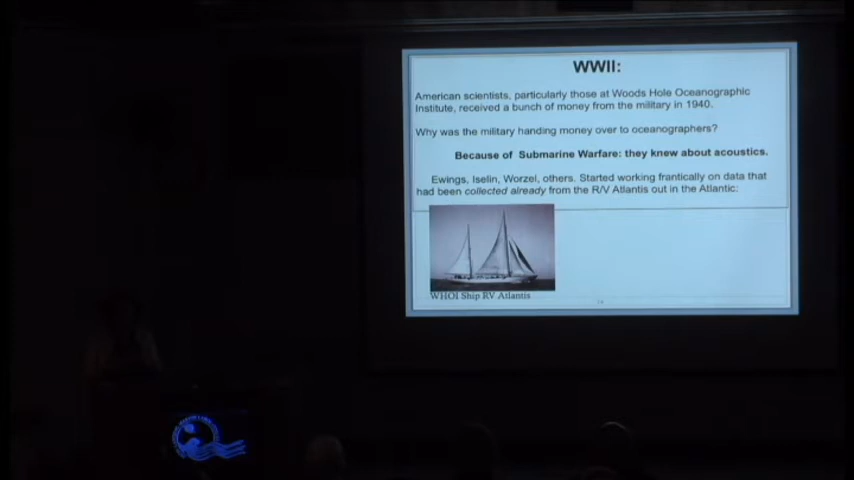 WWII:
American scientists, particularly those at Woods Hole Oceanographic
Institute, received a bunch of money from the military in 1940.
Why was the military handing money over to oceanographers?
Because of Submarine Warfare: they knew about acoustics.
Ewings, Iselin, Worzel, others. Started working frantically on data that
had been collected already from the R/V Atlantis out in the Atlantic:
WHOI Ship RV Atlantis